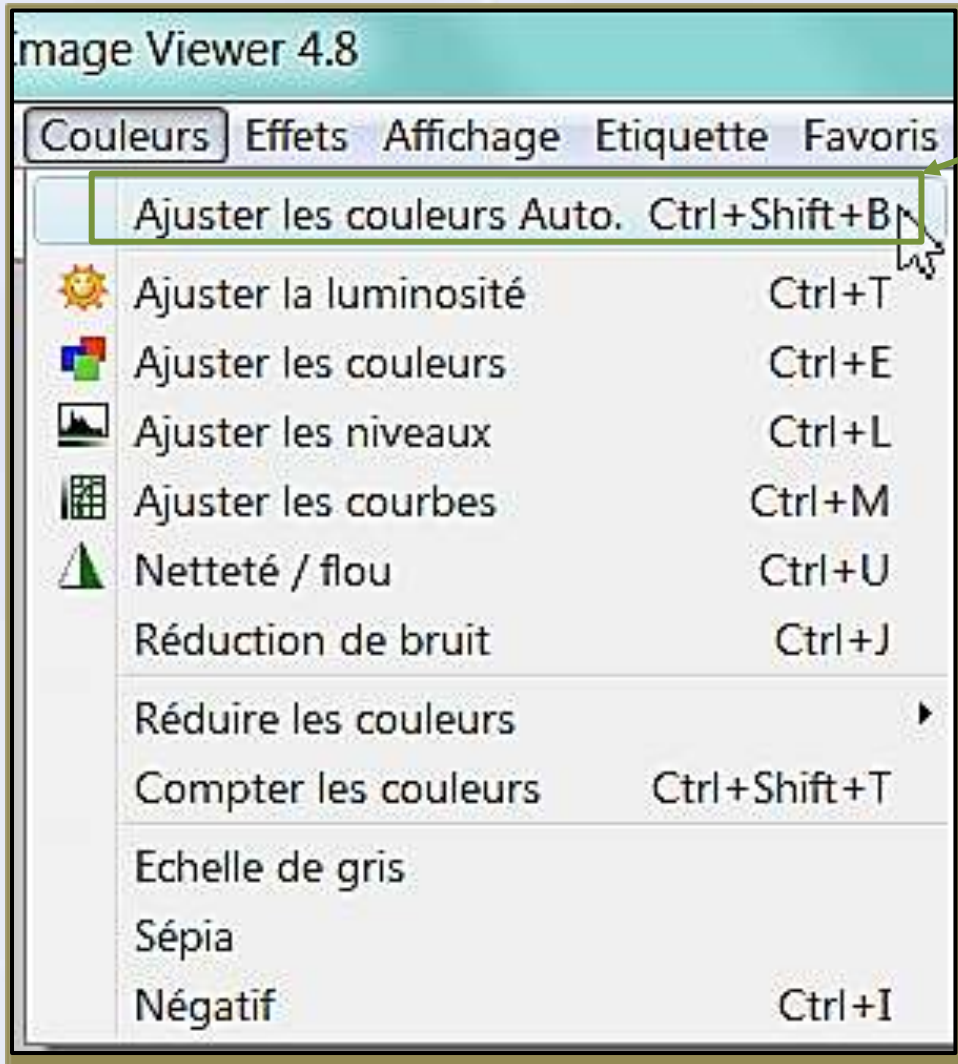 Image Viewer 4.8
Couleurs Effets Affichage Etiquette Favoris
Ajuster les couleurs Auto. Ctrl+Shift+B
Ajuster la luminosité Ctrl+T
Ajuster les couleurs Ctrl+E
Ajuster les niveaux Ctrl+L
Ajuster les courbes Ctrl+M
Netteté / flou Ctrl+U
Réduction de bruit Ctrl+J
Réduire les couleurs
Compter les couleurs Ctrl+Shift+T
Echelle de gris
Sépia
Négatif Ctrl+I